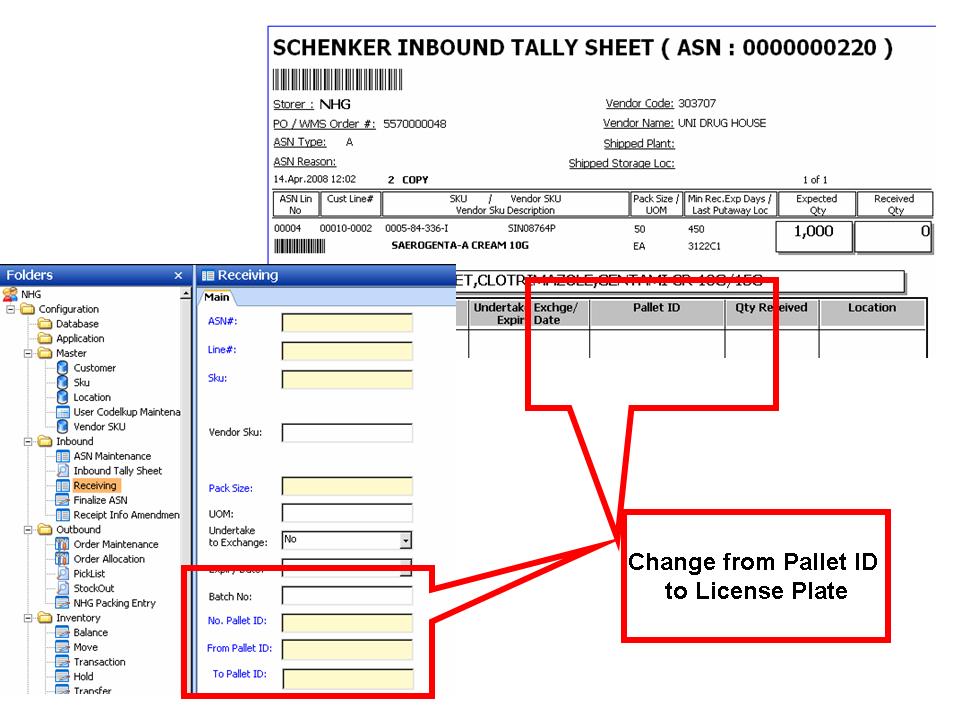 SCHENKER INBOUND TALLY SHEET ( ASN : 0000000220 )
Storer : NHG
Vendor Code: 303707
PO / WMS Order #: 5570000048
Vendor Name: UNI DRUG HOUSE
ASN Type: A
Shipped Plant:
ASN Reason:
Shipped Storage Loc:
14.Apr.2008 12:02 2 COPY 1 of 1
ASN Lin No
Cust Line#
SKU / Vendor SKU
Vendor Sku Description
Pack Size / UOM
Min Rec.Exp Days / Last Putaway Loc
Expected Qty
Received Qty
00004 00010-0002 0005-84-336-I SIN08764P 50 450 1,000 0
SAEROGENTA-A CREAM 10G EA 3122C1
ET,CLOTRIMAZOLE,GENTAMI CR 10G/15G
Undertake Exchge/
Expiry Date
Pallet ID
Qty Received
Location
Folders ×
NHG
Configuration
Database
Application
Master
Customer
Sku
Location
User Codelkup Maintena
Vendor SKU
Inbound
ASN Maintenance
Inbound Tally Sheet
Receiving
Finalize ASN
Receipt Info Amendmen
Outbound
Order Maintenance
Order Allocation
PickList
StockOut
NHG Packing Entry
Inventory
Balance
Move
Transaction
Hold
Transfer
Receiving
Main
ASN#:
Line#:
Sku:
Vendor Sku:
Pack Size:
UOM:
Undertake
to Exchange: No
Expiry Date:
Batch No:
No. Pallet ID:
From Pallet ID:
To Pallet ID:
Change from Pallet ID
to License Plate